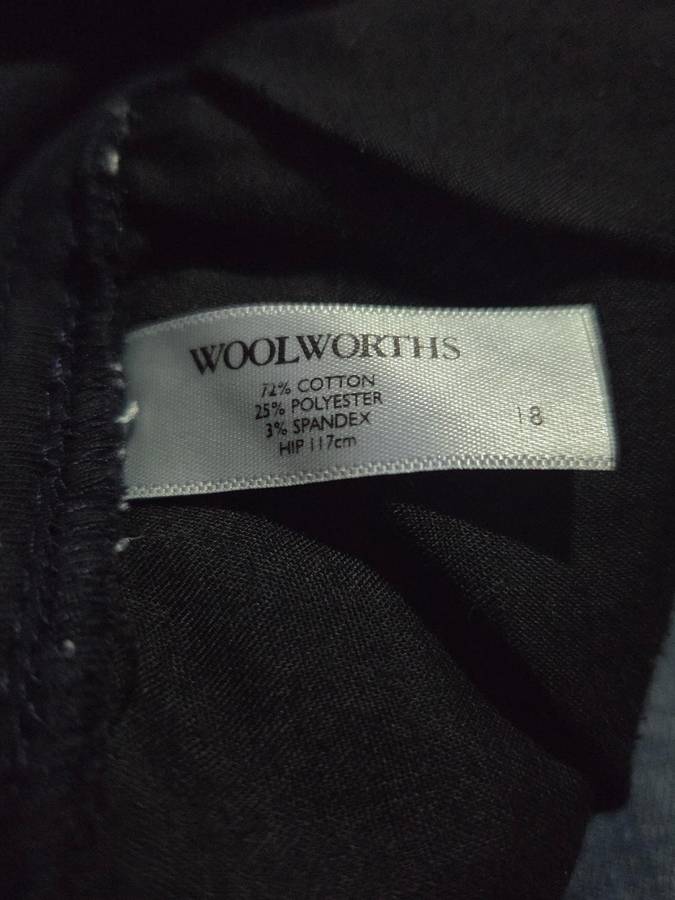 WOOLWORTHS
72% COTTON
25% POLYESTER
3% SPANDEX
HIP 117cm
18